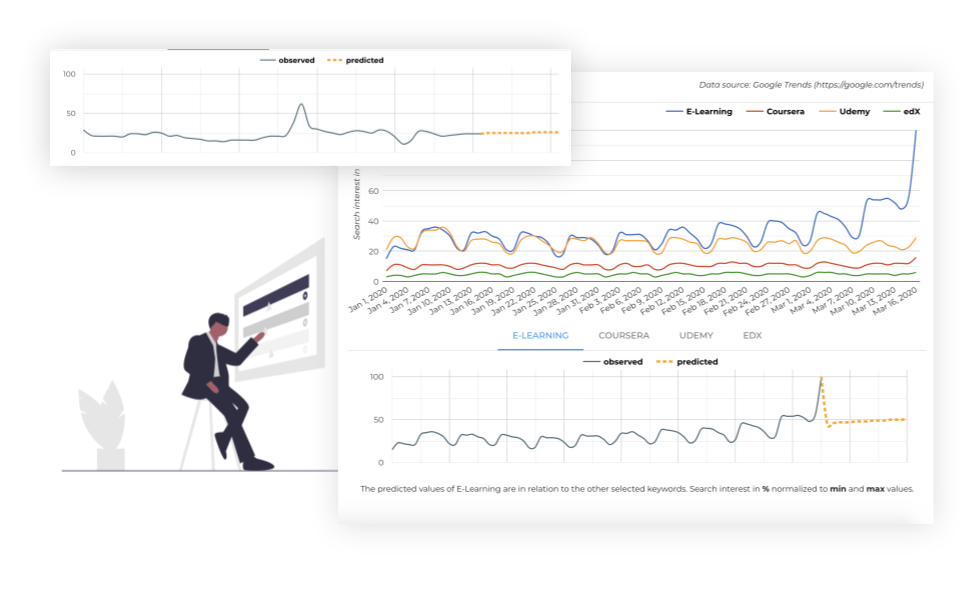 observed predicted
100
50
0
Data source: Google Trends (https://google.com/trends)
E-Learning Coursera Udemy edX
Search interest in
60
40
20
0
Jan 1, 2020 Jan 4, 2020 Jan 7, 2020 Jan 10, 2020 Jan 13, 2020 Jan 16, 2020 Jan 19, 2020 Jan 22, 2020 Jan 25, 2020 Jan 28, 2020 Jan 31, 2020 Feb 3, 2020 Feb 6, 2020 Feb 9, 2020 Feb 12, 2020 Feb 15, 2020 Feb 18, 2020 Feb 21, 2020 Feb 24, 2020 Feb 27, 2020 Mar 1, 2020 Mar 4, 2020 Mar 7, 2020 Mar 10, 2020 Mar 13, 2020 Mar 16, 2020
E-LEARNING COURSERA UDEMY EDX
observed predicted
100
50
0
The predicted values of E-Learning are in relation to the other selected keywords. Search interest in % normalized to min and max values.